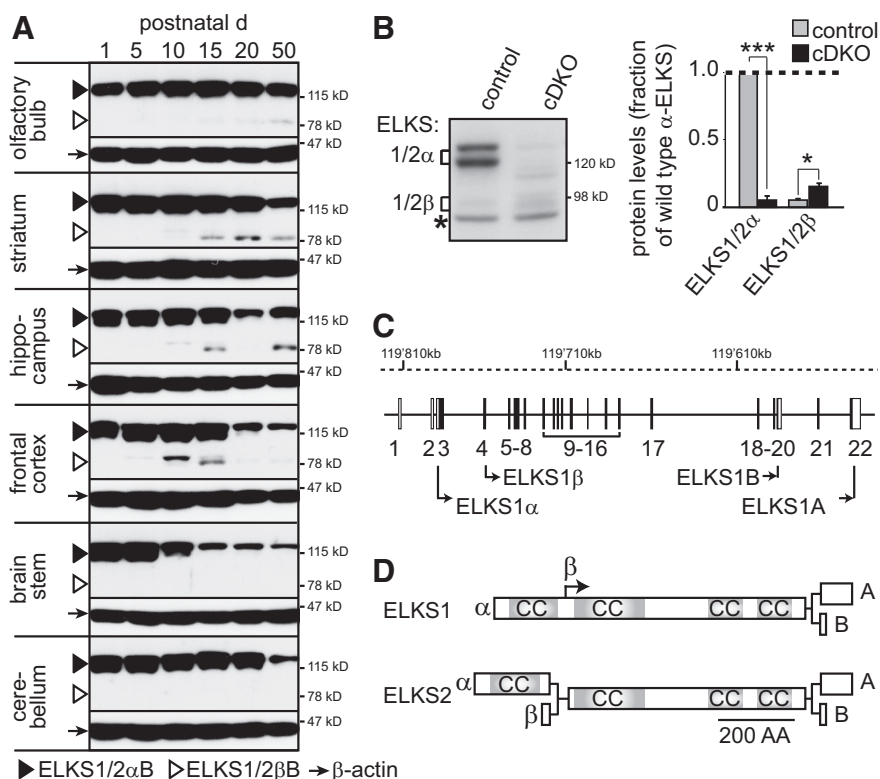 A
postnatal d
1 5 10 15 20 50
olfactory
bulb
115 kD
78 kD
47 kD
striatum
115 kD
78 kD
47 kD
hippo-
campus
115 kD
78 kD
47 kD
frontal
cortex
115 kD
78 kD
47 kD
brain
stem
115 kD
78 kD
47 kD
cere-
bellum
115 kD
78 kD
47 kD
▶ELKS1/2αB ▷ELKS1/2βB →β-actin
B
control
cDKO
ELKS:
1/2α
1/2β
*
120 kD
98 kD
control
cDKO
***
*
1.0
0.5
0
protein levels (fraction
of wild type α-ELKS)
ELKS1/2α
ELKS1/2β
C
119'810kb 119'710kb 119'610kb
1 2 3 4 5-8 9-16 17 18-20 21 22
ELKS1β ELKS1B
ELKS1α ELKS1A
D
β
ELKS1 α CC CC CC CC A
B
ELKS2 α CC CC CC CC A
β B
200 AA